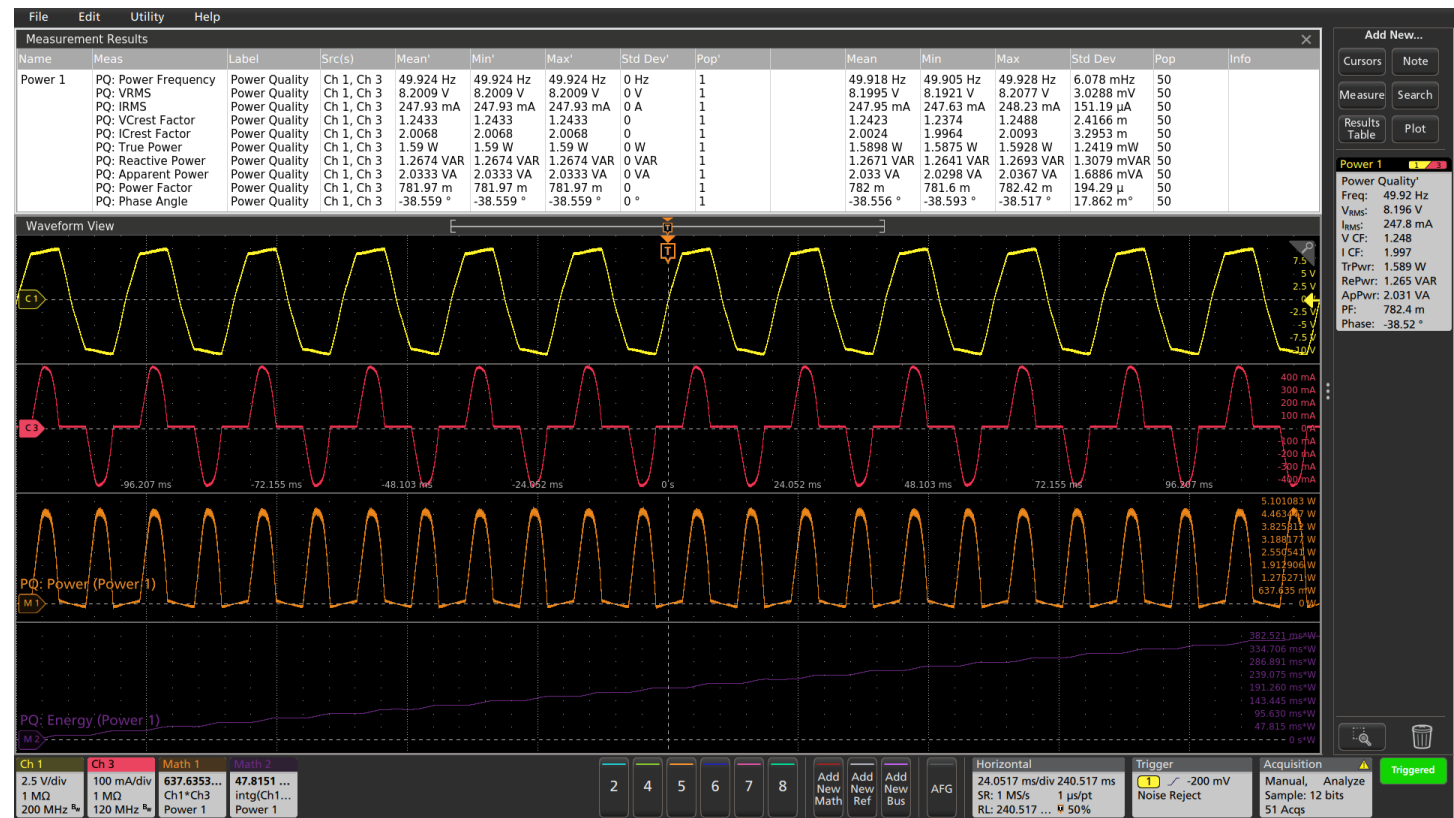 File Edit Utility Help
Measurement Results
Name Meas Label Src(s) Mean' Min' Max' Std Dev' Pop' Mean Min Max Std Dev Pop Info
Power 1 PQ: Power Frequency Power Quality Ch 1, Ch 3 49.924 Hz 49.924 Hz 49.924 Hz 0 Hz 1 49.918 Hz 49.905 Hz 49.928 Hz 6.078 mHz 50
PQ: VRMS Power Quality Ch 1, Ch 3 8.2009 V 8.2009 V 8.2009 V 0 V 1 8.1995 V 8.1921 V 8.2077 V 3.0288 mV 50
PQ: IRMS Power Quality Ch 1, Ch 3 247.93 mA 247.93 mA 247.93 mA 0 A 1 247.95 mA 247.63 mA 248.23 mA 151.19 µA 50
PQ: VCrest Factor Power Quality Ch 1, Ch 3 1.2433 1.2433 1.2433 0 1 1.2423 1.2374 1.2488 2.4166 m 50
PQ: ICrest Factor Power Quality Ch 1, Ch 3 2.0068 2.0068 2.0068 0 1 2.0024 1.9964 2.0093 3.2953 m 50
PQ: True Power Power Quality Ch 1, Ch 3 1.59 W 1.59 W 1.59 W 0 W 1 1.5898 W 1.5875 W 1.5928 W 1.2419 mW 50
PQ: Reactive Power Power Quality Ch 1, Ch 3 1.2674 VAR 1.2674 VAR 1.2674 VAR 0 VAR 1 1.2671 VAR 1.2641 VAR 1.2693 VAR 1.3079 mVAR 50
PQ: Apparent Power Power Quality Ch 1, Ch 3 2.0333 VA 2.0333 VA 2.0333 VA 0 VA 1 2.033 VA 2.0298 VA 2.0367 VA 1.6886 mVA 50
PQ: Power Factor Power Quality Ch 1, Ch 3 781.97 m 781.97 m 781.97 m 0 1 782 m 781.6 m 782.42 m 194.29 µ 50
PQ: Phase Angle Power Quality Ch 1, Ch 3 -38.559 ° -38.559 ° -38.559 ° 0 ° 1 -38.556 ° -38.593 ° -38.517 ° 17.862 m° 50
Waveform View
T
T
C 1
7.5
5 V
2.5 V
-2.5 V
-5 V
-7.5 V
-10 V
C 3
400 mA
300 mA
200 mA
100 mA
0 A
-100 mA
-200 mA
-300 mA
-400 mA
-96.207 ms -72.155 ms -48.103 ms -24.052 ms 0 s 24.052 ms 48.103 ms 72.155 ms 96.207 ms
5.101083 W
4.463447 W
3.825812 W
3.188177 W
2.550541 W
1.912906 W
1.275271 W
637.635 mW
0 W
PQ: Power (Power 1)
M 1
382.521 ms*W
334.706 ms*W
286.891 ms*W
239.075 ms*W
191.260 ms*W
143.445 ms*W
95.630 ms*W
47.815 ms*W
0 s*W
PQ: Energy (Power 1)
M 2
Add New...
Cursors Note
Measure Search
Results Table Plot
Power 1 1 3
Power Quality'
Freq: 49.92 Hz
VRMS: 8.196 V
IRMS: 247.8 mA
V CF: 1.248
I CF: 1.997
TrPwr: 1.589 W
RePwr: 1.265 VAR
ApPwr: 2.031 VA
PF: 782.4 m
Phase: -38.52 °
Ch 1
2.5 V/div
1 MΩ
200 MHz Bw
Ch 3
100 mA/div
1 MΩ
120 MHz Bw
Math 1
637.6353...
Ch1*Ch3
Power 1
Math 2
47.8151 ...
intg(Ch1...
Power 1
2 4 5 6 7 8
Add New Math
Add New Ref
Add New Bus
AFG
Horizontal
24.0517 ms/div 240.517 ms
SR: 1 MS/s 1 µs/pt
RL: 240.517 ... 50%
Trigger
1 -200 mV
Noise Reject
Acquisition
Manual, Analyze
Sample: 12 bits
51 Acqs
Triggered